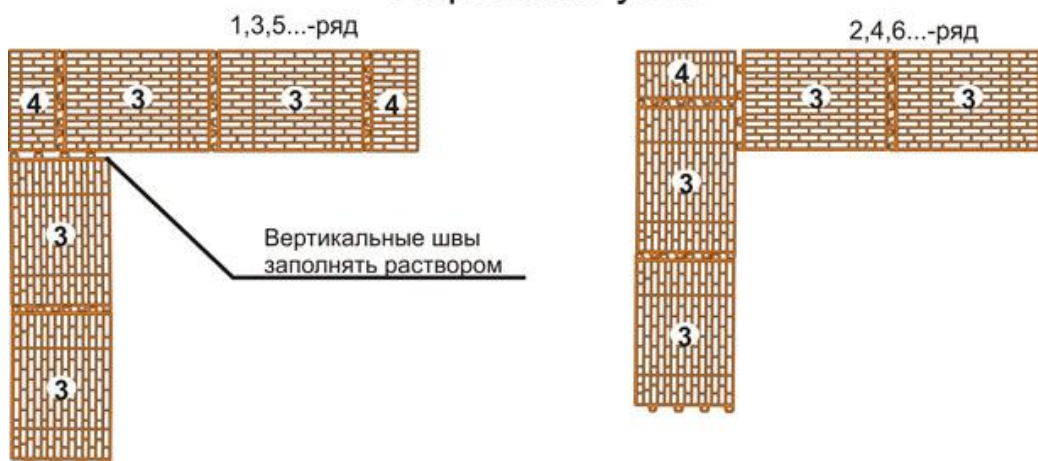 1,3,5...-ряд
2,4,6...-ряд
4 3 3 4
4 3 3
3
3
3
3
Вертикальные швы
заполнять раствором